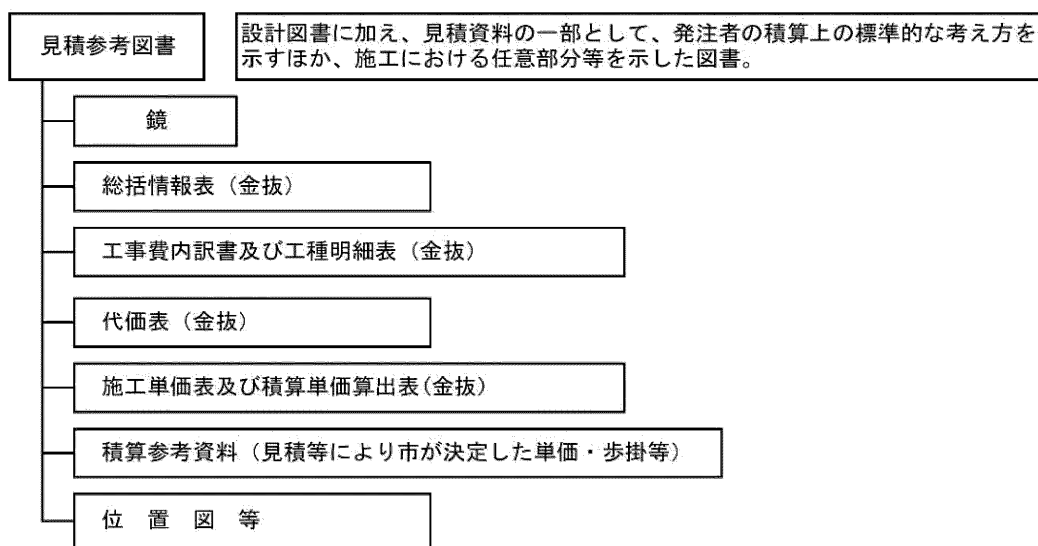 見積参考図書
設計図書に加え、見積資料の一部として、発注者の積算上の標準的な考え方を
示すほか、施工における任意部分等を示した図書。
鏡
総括情報表（金抜）
工事費内訳書及び工種明細表（金抜）
代価表（金抜）
施工単価表及び積算単価算出表(金抜）
積算参考資料（見積等により市が決定した単価・歩掛等）
位　置　図　等